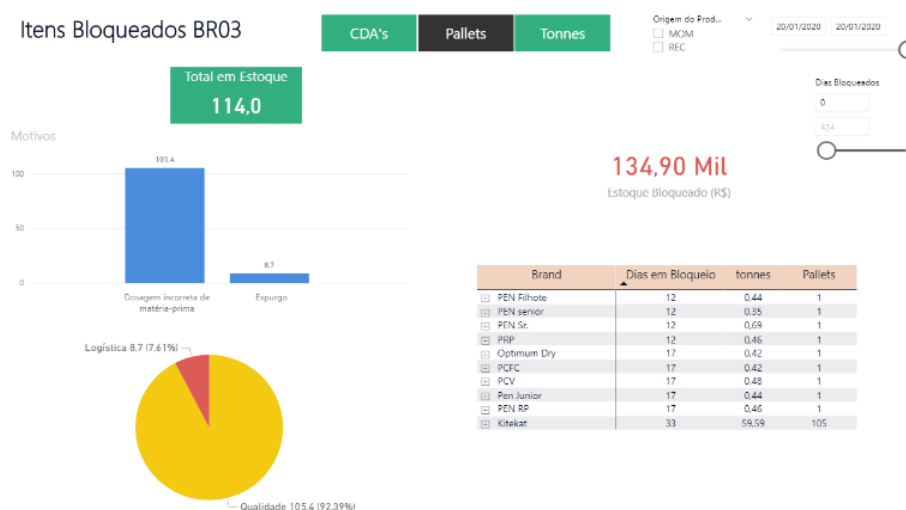 Itens Bloqueados BR03
CDA's
Pallets
Tonnes
Origem do Prod...
MOM
REC
20/01/2020
20/01/2020
Dias Bloqueados
0
424
Total em Estoque
114,0
Motivos
100
50
0
105,4
8,7
Dosagem incorreta de
matéria-prima
Expurgo
134,90 Mil
Estoque Bloqueado (R$)
Logística 8.7 (7.61%)
Qualidade 105.4 (92.39%)
Brand Dias em Bloqueio tonnes Pallets
PEN Filhote 12 0,44 1
PEN senior 12 0,35 1
PEN Sr. 12 0,69 1
PRP 12 0,46 1
Optimum Dry 17 0,42 1
PCFC 17 0,42 1
PCV 17 0,48 1
Pen Junior 17 0,44 1
PEN RP 17 0,46 1
Kitekat 33 59,59 105